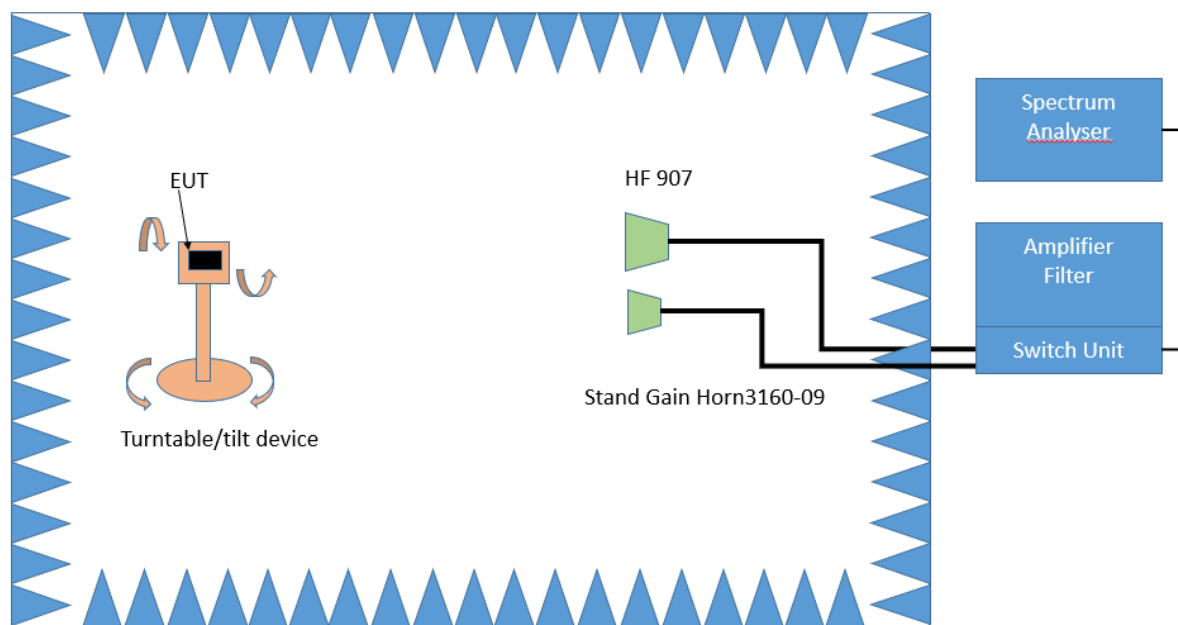 Spectrum
Analyser
EUT
HF 907
Amplifier
Filter
Switch Unit
Stand Gain Horn3160-09
Turntable/tilt device